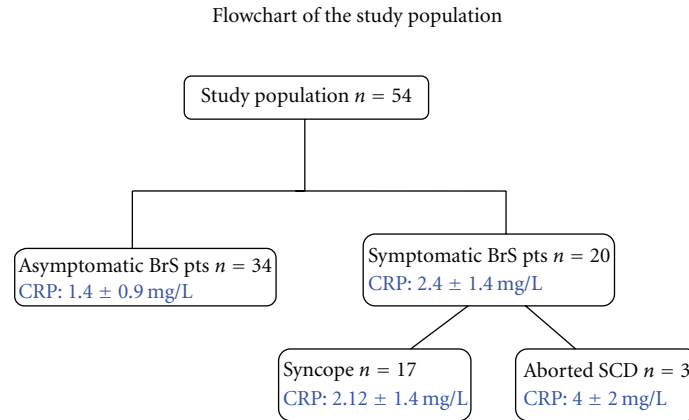 Flowchart of the study population
Study population n = 54
Asymptomatic BrS pts n = 34
CRP: 1.4 ± 0.9 mg/L
Symptomatic BrS pts n = 20
CRP: 2.4 ± 1.4 mg/L
Syncope n = 17
CRP: 2.12 ± 1.4 mg/L
Aborted SCD n = 3
CRP: 4 ± 2 mg/L